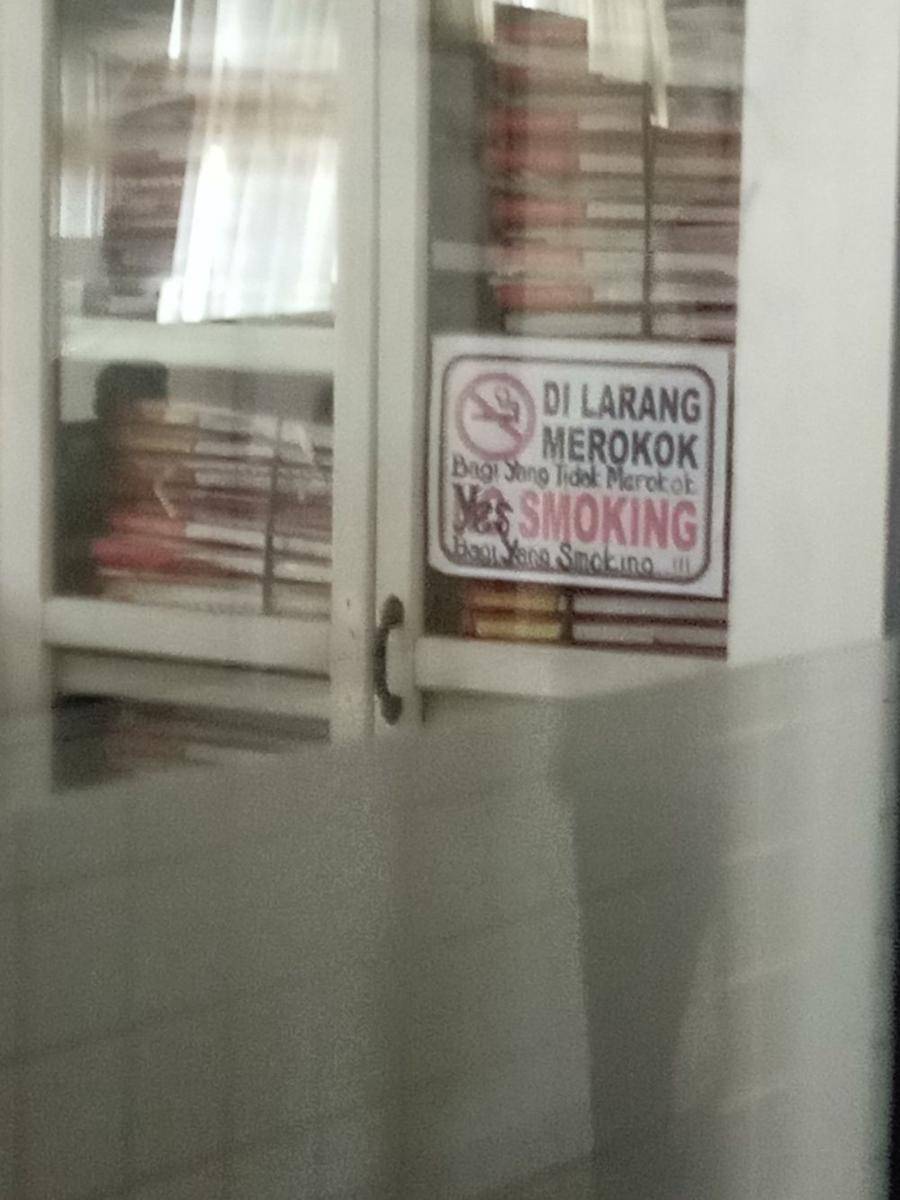 DI LARANG
MEROKOK
Bagi Yang Tidak Merokok
Yes SMOKING
Bagi Yang Smoking !!!